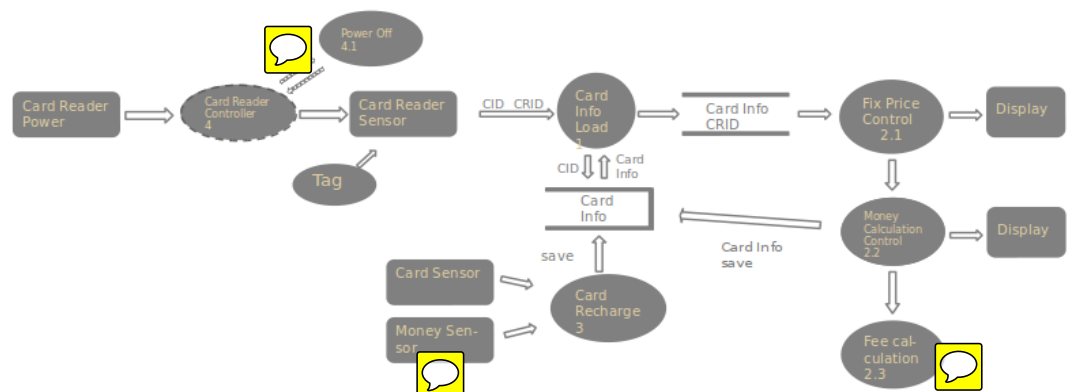 Power Off
4.1
Card Reader
Power
Card Reader
Controller
4
Card Reader
Sensor
CID CRID
Card
Info
Load
1
Card Info
CRID
Fix Price
Control
2.1
Display
Tag
CID
Card
Info
Card
Info
Money
Calculation
Control
2.2
Display
Card Info
save
save
Card Sensor
Card
Recharge
3
Money Sen-
sor
Fee cal-
culation
2.3